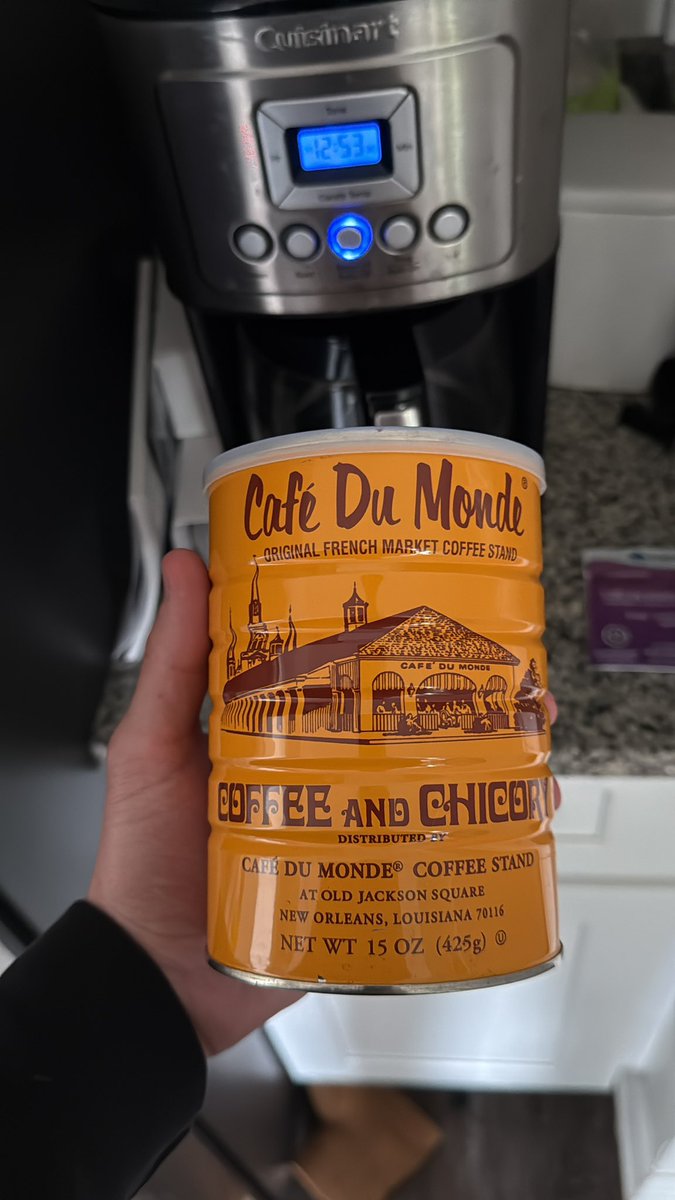 Cuisinart
12:53
Café Du Monde®
ORIGINAL FRENCH MARKET COFFEE STAND
CAFE DU MONDE
COFFEE AND CHICORY
DISTRIBUTED BY
CAFÉ DU MONDE® COFFEE STAND
AT OLD JACKSON SQUARE
NEW ORLEANS, LOUISIANA 70116
NET WT 15 OZ (425g) Ⓤ